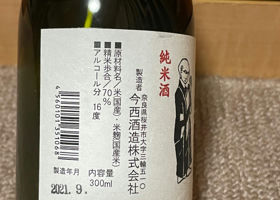 純米酒
製造者
奈良県桜井市大字三輪五一〇
今西酒造株式会社
■原材料名／米(国産)・米麹(国産米)
■精米歩合／70%
■アルコール分 16度
内容量
300ml
製造年月
2021.9.